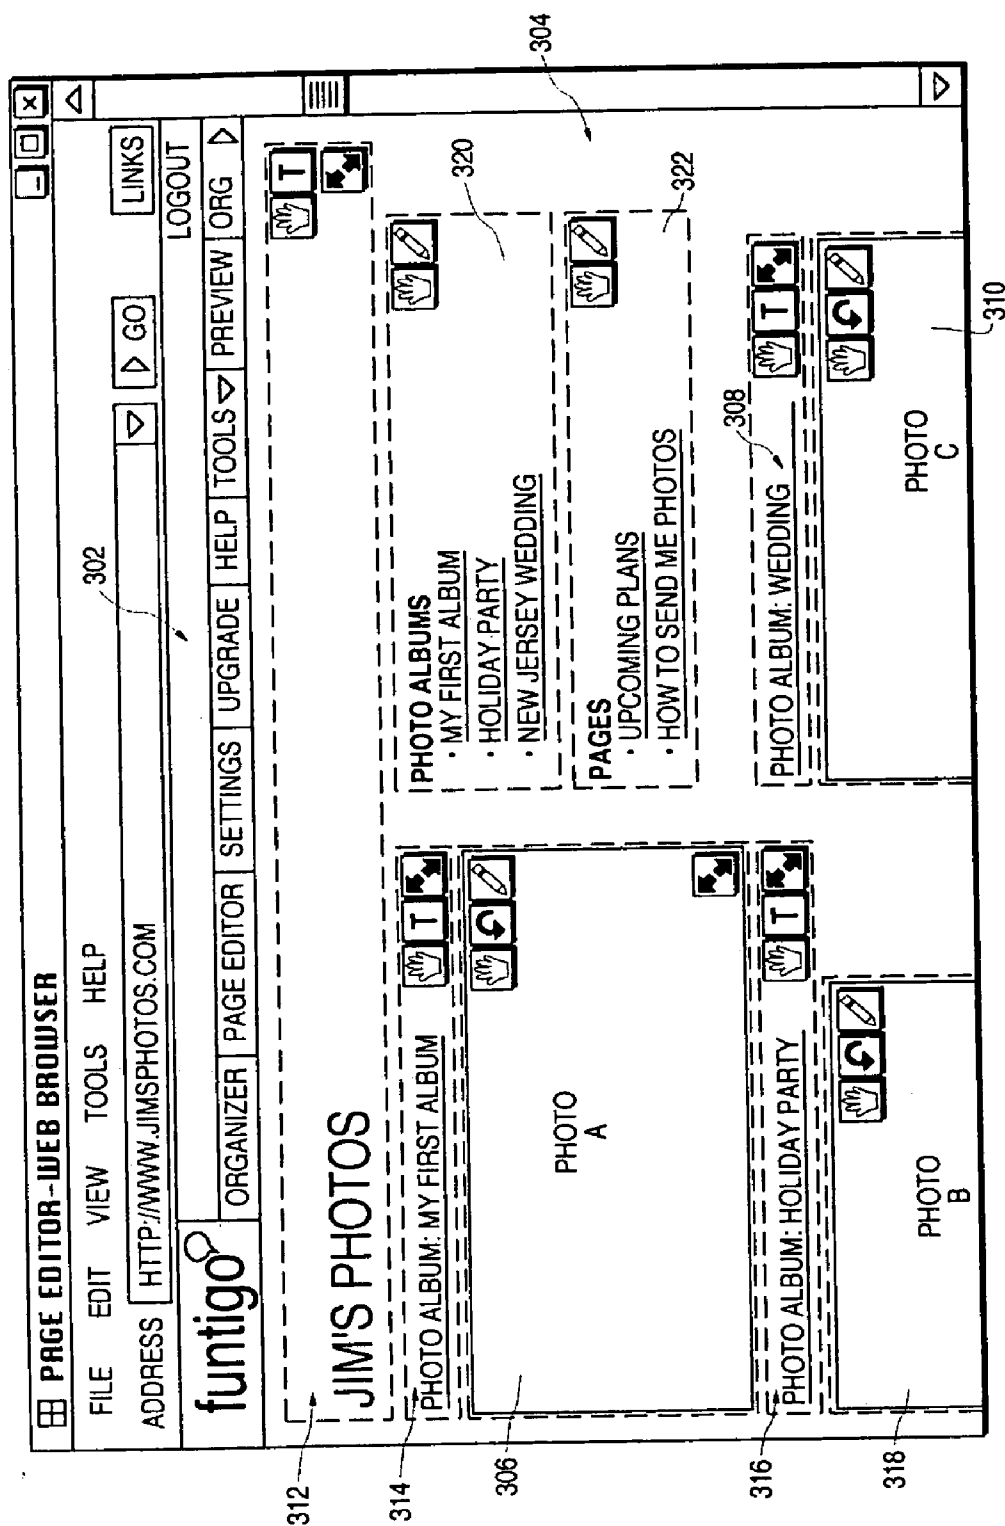 PAGE EDITOR-WEB BROWSER
FILE EDIT VIEW TOOLS HELP
302
ADDRESS HTTP://WWW.JIMSPHOTOS.COM GO LINKS
funtigo
LOGOUT
ORGANIZER PAGE EDITOR SETTINGS UPGRADE HELP TOOLS PREVIEW ORG
312
JIM'S PHOTOS
T
314
PHOTO ALBUM: MY FIRST ALBUM
T
306
PHOTO
A
316
PHOTO ALBUM: HOLIDAY PARTY
T
318
PHOTO
B
PHOTO ALBUMS
· MY FIRST ALBUM
· HOLIDAY PARTY
· NEW JERSEY WEDDING
320
304
PAGES
· UPCOMING PLANS
· HOW TO SEND ME PHOTOS
322
308
PHOTO ALBUM: WEDDING
T
PHOTO
C
310